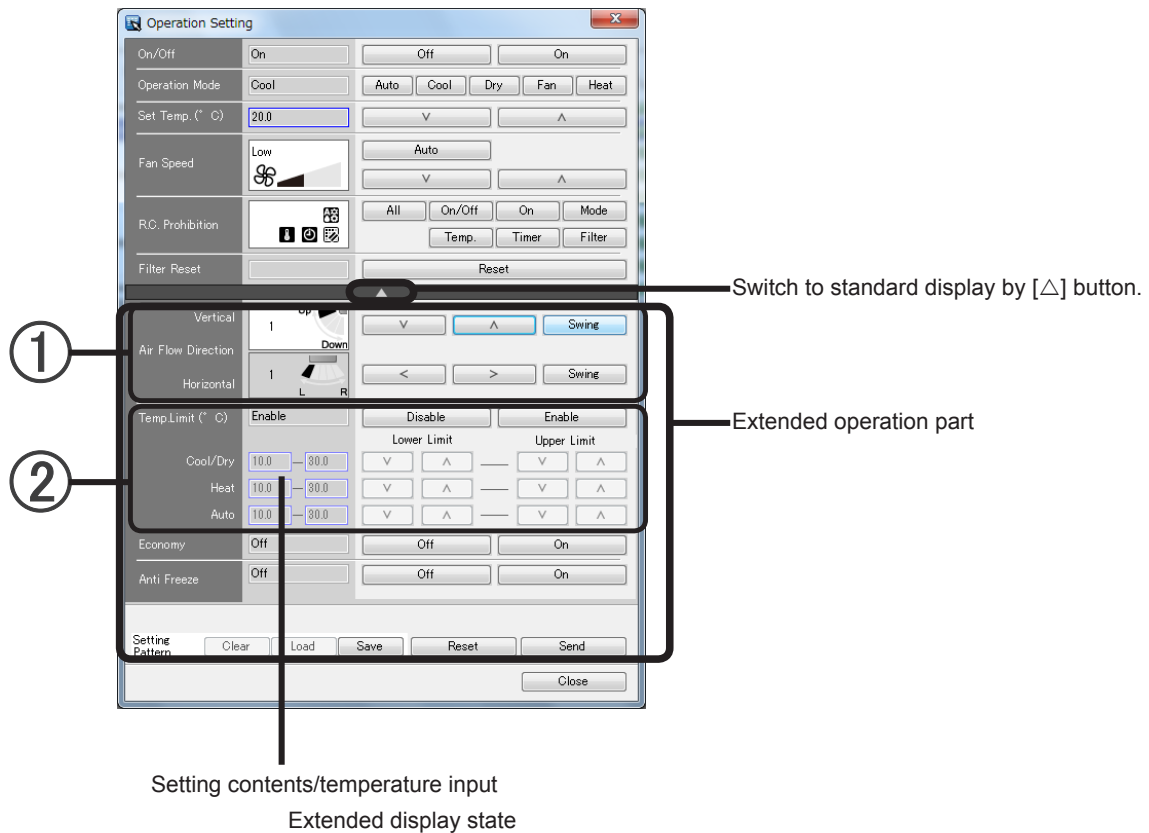 Operation Setting
On/Off On Off On
Operation Mode Cool Auto Cool Dry Fan Heat
Set Temp.(° C) 20.0 ∨ ∧
Fan Speed Low Auto
∨ ∧
R.C. Prohibition All On/Off On Mode
Temp. Timer Filter
Filter Reset Reset
Switch to standard display by [△] button.
① Vertical 1 Up Down ∨ ∧ Swing
Air Flow Direction
Horizontal 1 L R < > Swing
Extended operation part
② Temp.Limit (° C) Enable Disable Enable
Lower Limit Upper Limit
Cool/Dry 10.0 — 30.0 ∨ ∧ — ∨ ∧
Heat 10.0 — 30.0 ∨ ∧ — ∨ ∧
Auto 10.0 — 30.0 ∨ ∧ — ∨ ∧
Economy Off Off On
Anti Freeze Off Off On
Setting
Pattern Clear Load Save Reset Send
Close
Setting contents/temperature input
Extended display state